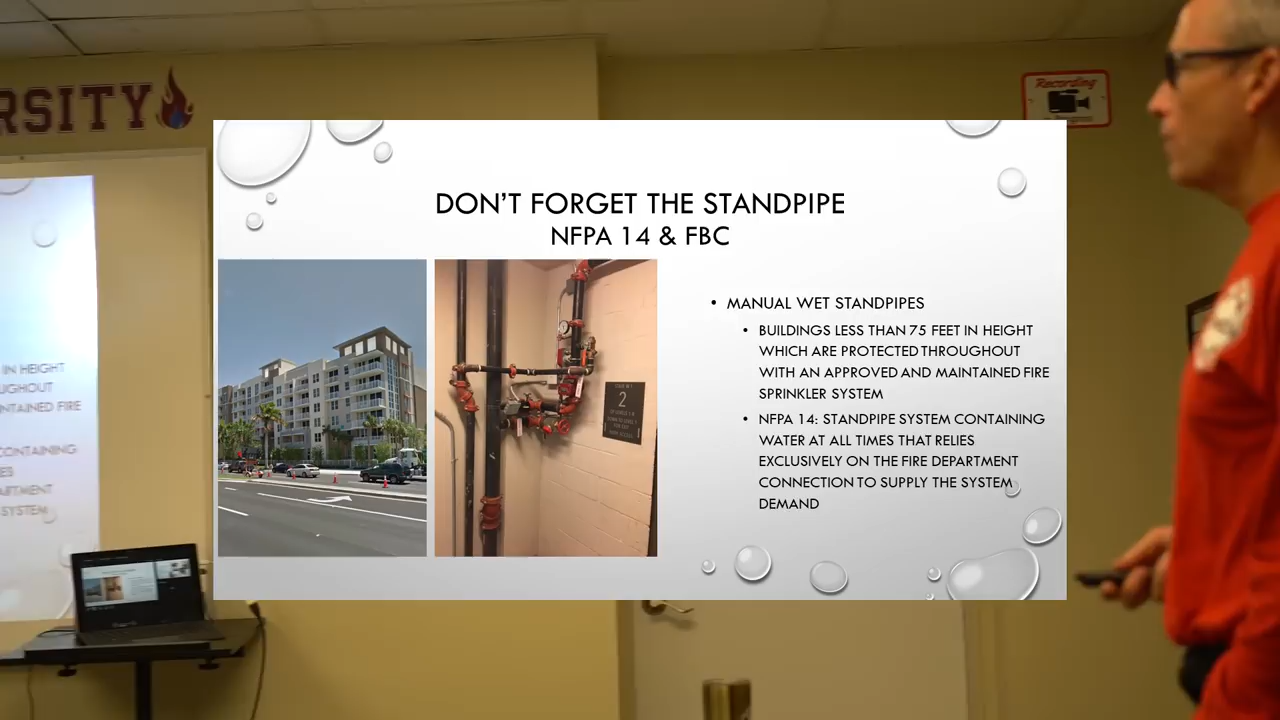 RSITY
Recording
DON'T FORGET THE STANDPIPE
NFPA 14 & FBC
• MANUAL WET STANDPIPES
• BUILDINGS LESS THAN 75 FEET IN HEIGHT
WHICH ARE PROTECTED THROUGHOUT
WITH AN APPROVED AND MAINTAINED FIRE
SPRINKLER SYSTEM
• NFPA 14: STANDPIPE SYSTEM CONTAINING
WATER AT ALL TIMES THAT RELIES
EXCLUSIVELY ON THE FIRE DEPARTMENT
CONNECTION TO SUPPLY THE SYSTEM
DEMAND
2
IN HEIGHT
UGHOUT
NTAINED FIRE
CONTAINING
ARTMENT
SYSTEM